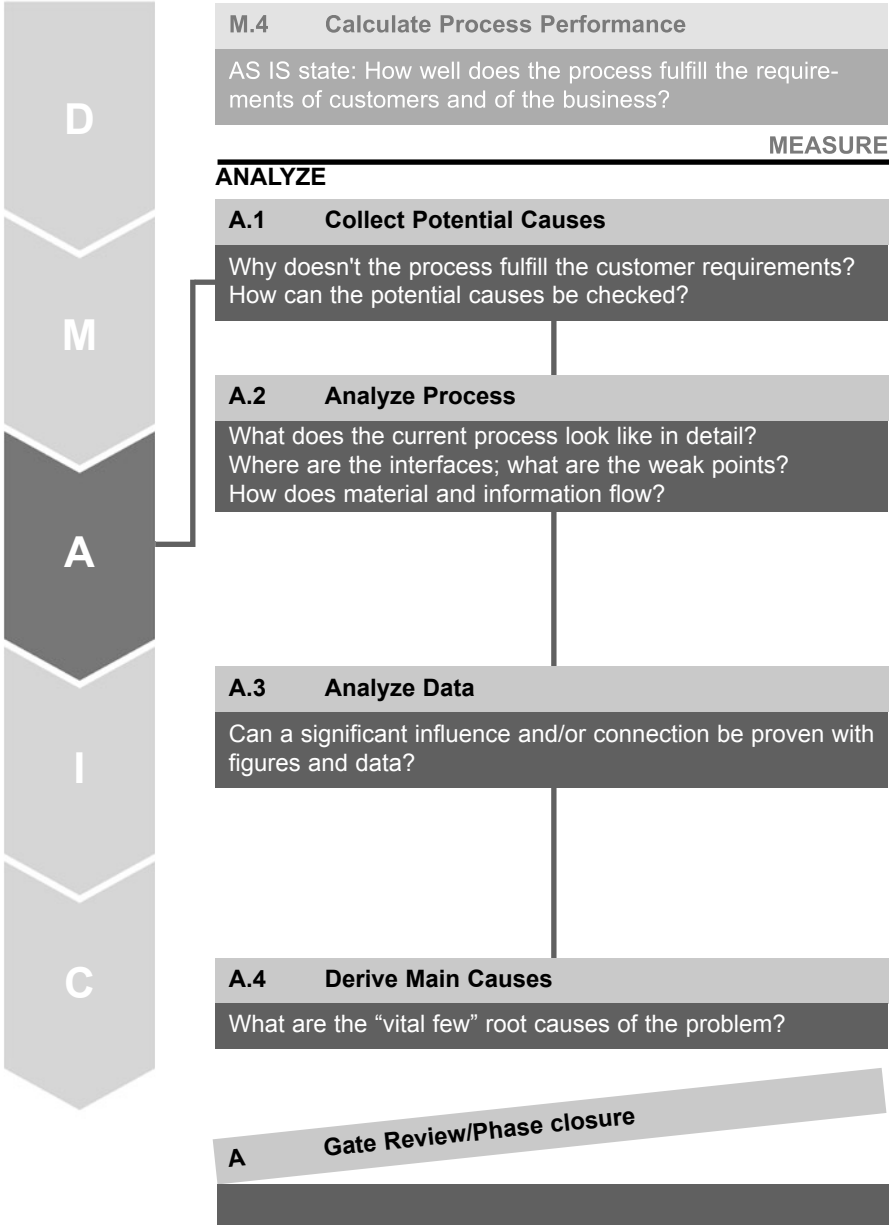 D
M
A
I
C
M.4 Calculate Process Performance
AS IS state: How well does the process fulfill the require-
ments of customers and of the business?
MEASURE
ANALYZE
A.1 Collect Potential Causes
Why doesn't the process fulfill the customer requirements?
How can the potential causes be checked?
A.2 Analyze Process
What does the current process look like in detail?
Where are the interfaces; what are the weak points?
How does material and information flow?
A.3 Analyze Data
Can a significant influence and/or connection be proven with
figures and data?
A.4 Derive Main Causes
What are the “vital few” root causes of the problem?
A Gate Review/Phase closure